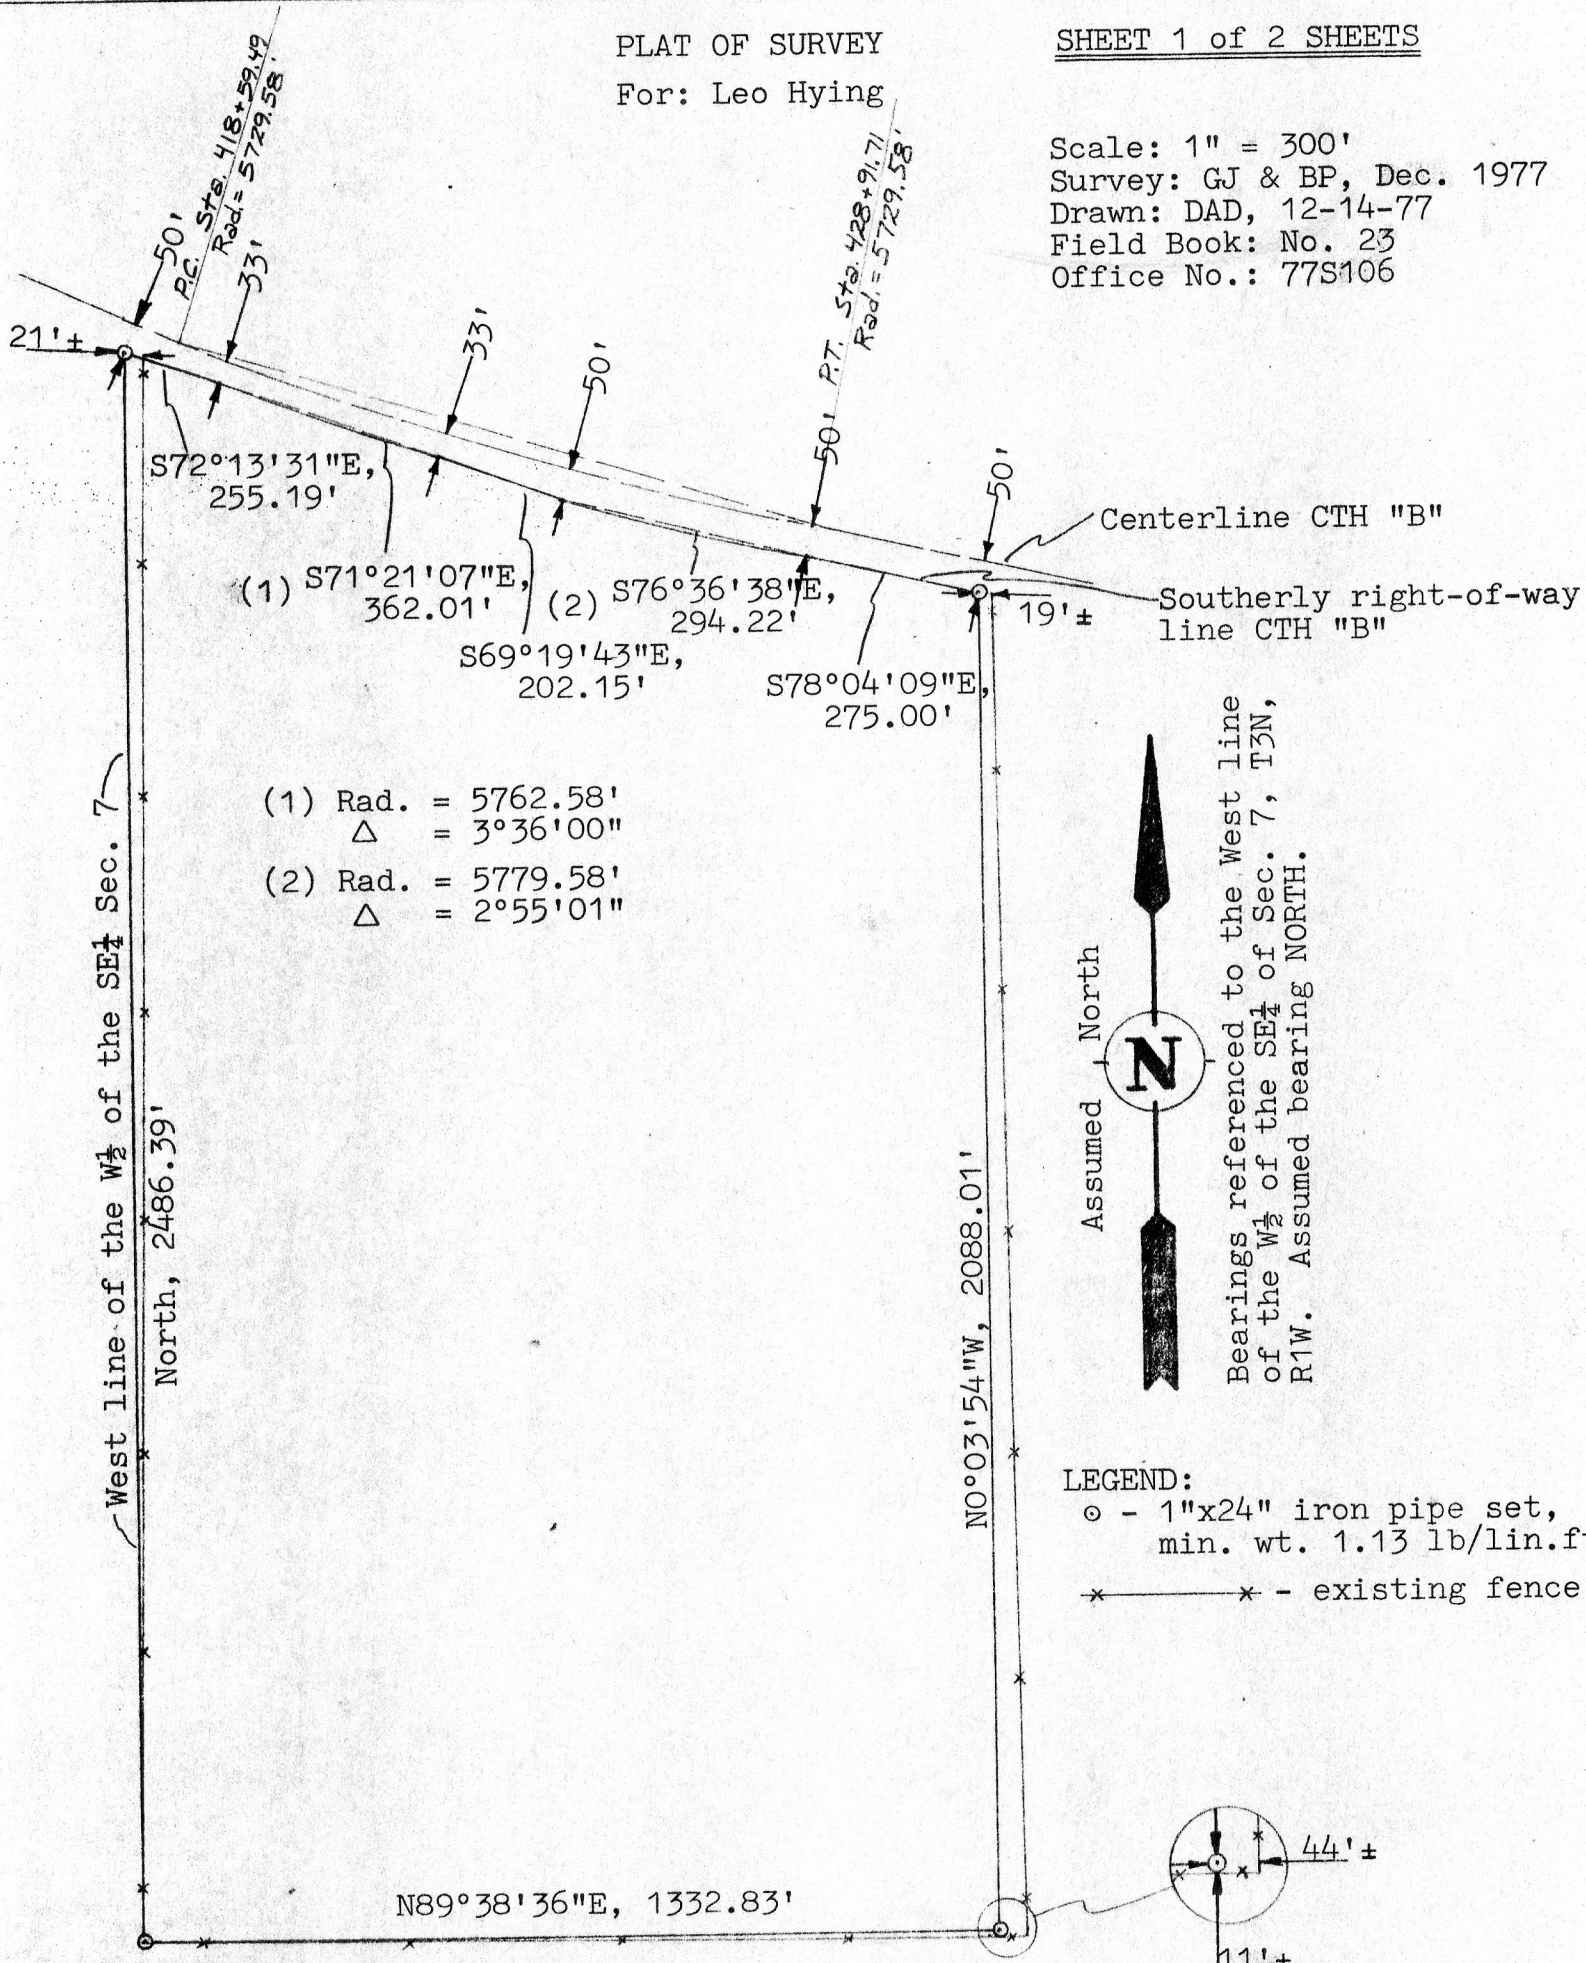 PLAT OF SURVEY
For: Leo Hying
SHEET 1 of 2 SHEETS
Scale: 1" = 300'
Survey: GJ & BP, Dec. 1977
Drawn: DAD, 12-14-77
Field Book: No. 23
Office No.: 77S106
50'
P.C. Sta. 418+59.49
Rad. = 5729.58'
33'
21'±
33'
50'
P.T. Sta. 428+91.71
Rad. = 5729.58'
50'
50'
Centerline CTH "B"
Southerly right-of-way
line CTH "B"
19'±
S72°13'31"E,
255.19'
(1) S71°21'07"E,
362.01'
S69°19'43"E,
202.15'
(2) S76°36'38"E,
294.22'
S78°04'09"E,
275.00'
(1) Rad. = 5762.58'
△ = 3°36'00"
(2) Rad. = 5779.58'
△ = 2°55'01"
West line of the W½ of the SE¼ Sec. 7
North, 2486.39'
N0°03'54"W, 2088.01'
Assumed North
N
Bearings referenced to the West line
of the W½ of the SE¼ of Sec. 7, T3N,
R1W. Assumed bearing NORTH.
LEGEND:
⊙ - 1"x24" iron pipe set,
min. wt. 1.13 lb/lin.ft
x———x - existing fence
N89°38'36"E, 1332.83'
44'±
11'±